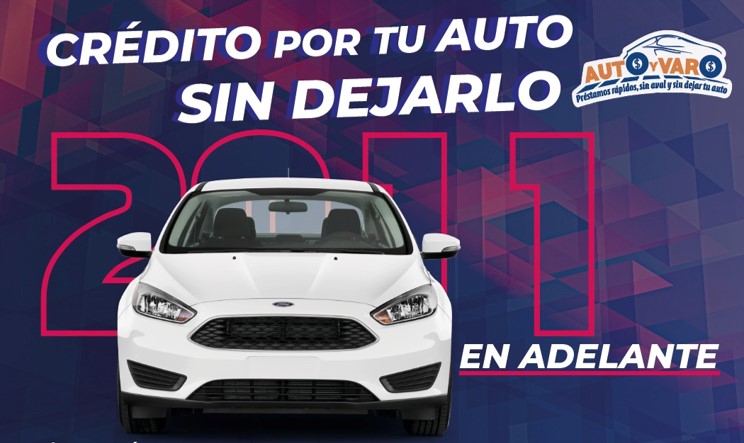 CRÉDITO POR TU AUTO
SIN DEJARLO
AUTO Y VARO
Préstamos rápidos, sin aval y sin dejar tu auto
2011
EN ADELANTE
Ford